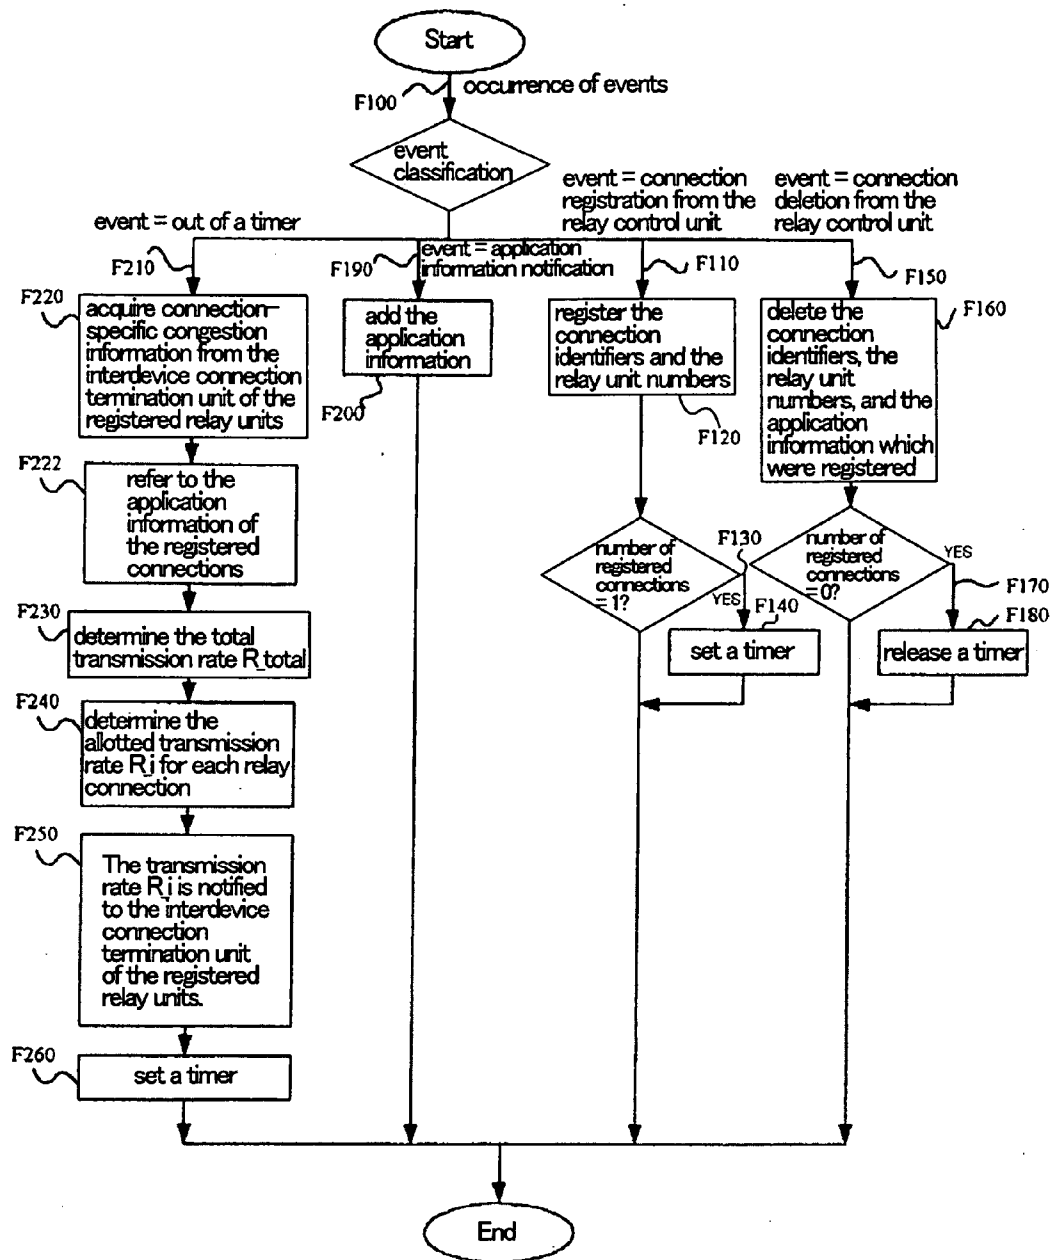 Start
F100
occurrence of events
event
classification
event = out of a timer
event = connection
registration from the
relay control unit
event = connection
deletion from the
relay control unit
F210
F190
event = application
information notification
F110
F150
F220
acquire connection-
specific congestion
information from the
interdevice connection
termination unit of the
registered relay units
add the
application
information
F200
register the
connection
identifiers and the
relay unit numbers
F120
delete the
connection
identifiers, the
relay unit
numbers, and the
application
information which
were registered
F160
F222
refer to the
application
information of
the registered
connections
number of
registered
connections
= 1?
F130
YES
F140
set a timer
number of
registered
connections
= 0?
YES
F170
F180
release a timer
F230
determine the total
transmission rate R_total
F240
determine the
allotted transmission
rate R_i for each relay
connection
F250
The transmission
rate R_i is notified
to the interdevice
connection
termination unit
of the registered
relay units.
F260
set a timer
End